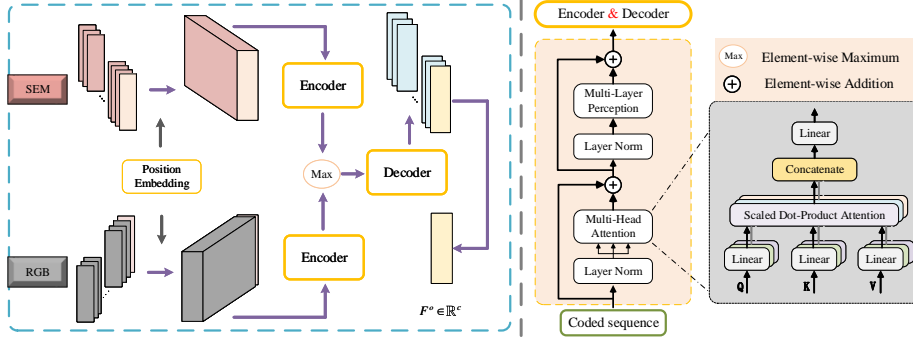 SEM
Position
Embedding
RGB
Encoder
Max
Decoder
Encoder
F^o ∈ ℝ^c
Encoder & Decoder
Multi-Layer
Perception
Layer Norm
Multi-Head
Attention
Layer Norm
Coded sequence
Max Element-wise Maximum
Element-wise Addition
Linear
Concatenate
Scaled Dot-Product Attention
Linear Linear Linear
Q K V